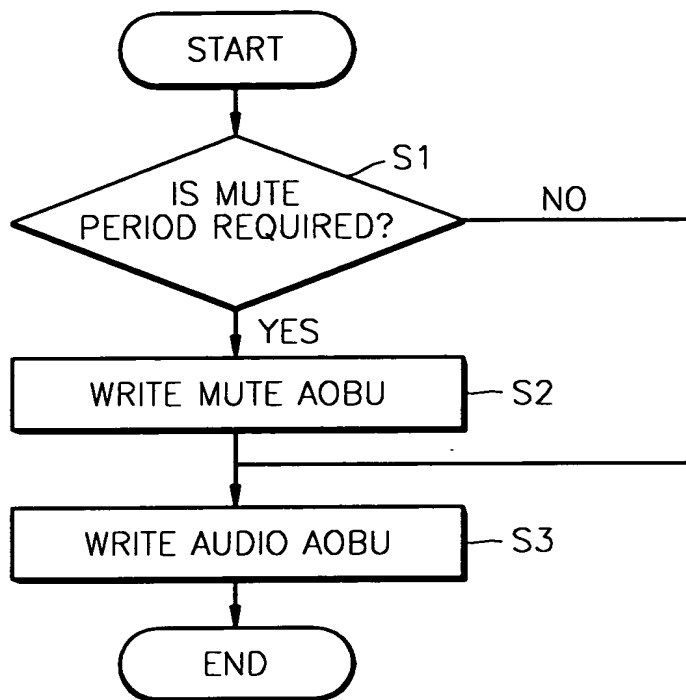 START
S1
IS MUTE
PERIOD REQUIRED?
NO
YES
WRITE MUTE AOBU
S2
WRITE AUDIO AOBU
S3
END